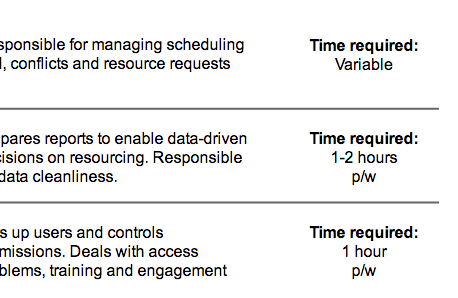 sponsible for managing scheduling
l, conflicts and resource requests
Time required:
Variable
pares reports to enable data-driven
cisions on resourcing. Responsible
data cleanliness.
Time required:
1-2 hours
p/w
s up users and controls
missions. Deals with access
blems, training and engagement
Time required:
1 hour
p/w